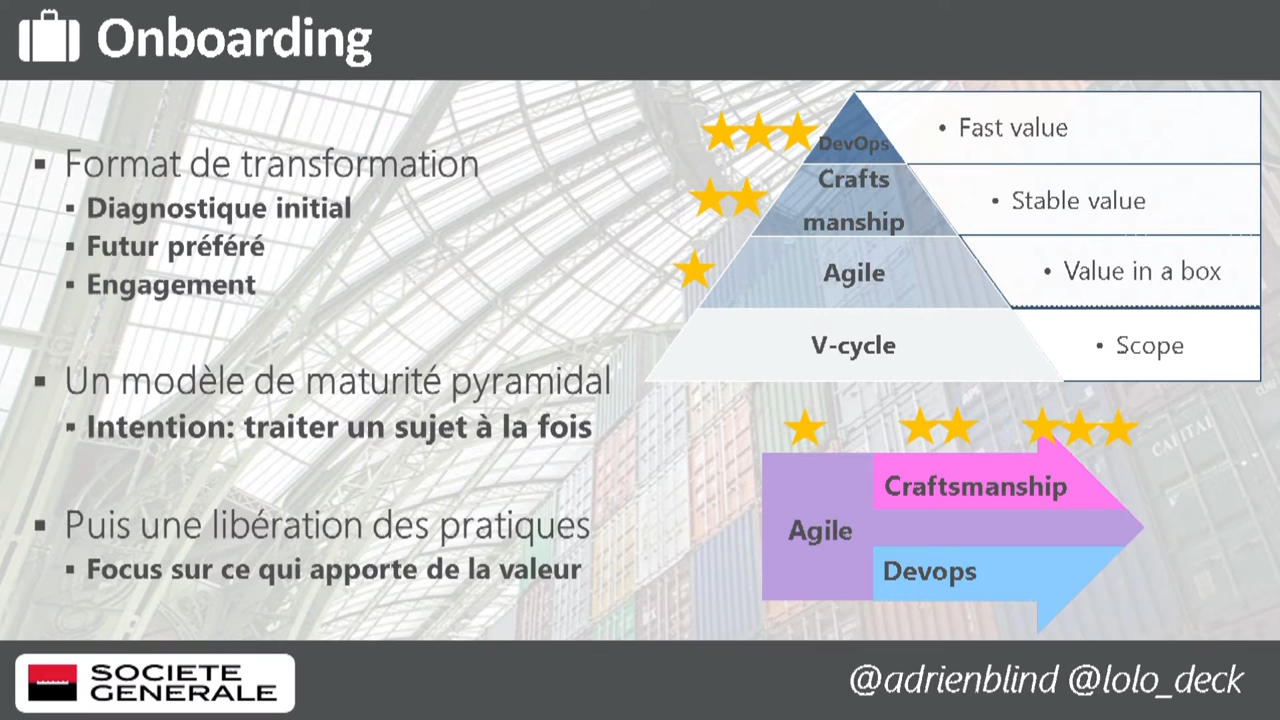 Onboarding
▪ Format de transformation
▪ Diagnostique initial
▪ Futur préféré
▪ Engagement
▪ Un modèle de maturité pyramidal
▪ Intention: traiter un sujet à la fois
▪ Puis une libération des pratiques
▪ Focus sur ce qui apporte de la valeur
DevOps
• Fast value
Crafts
manship
• Stable value
Agile
• Value in a box
V-cycle
• Scope
Craftsmanship
Agile
Devops
CAPITAL
SOCIETE
GENERALE
@adrienblind @lolo_deck